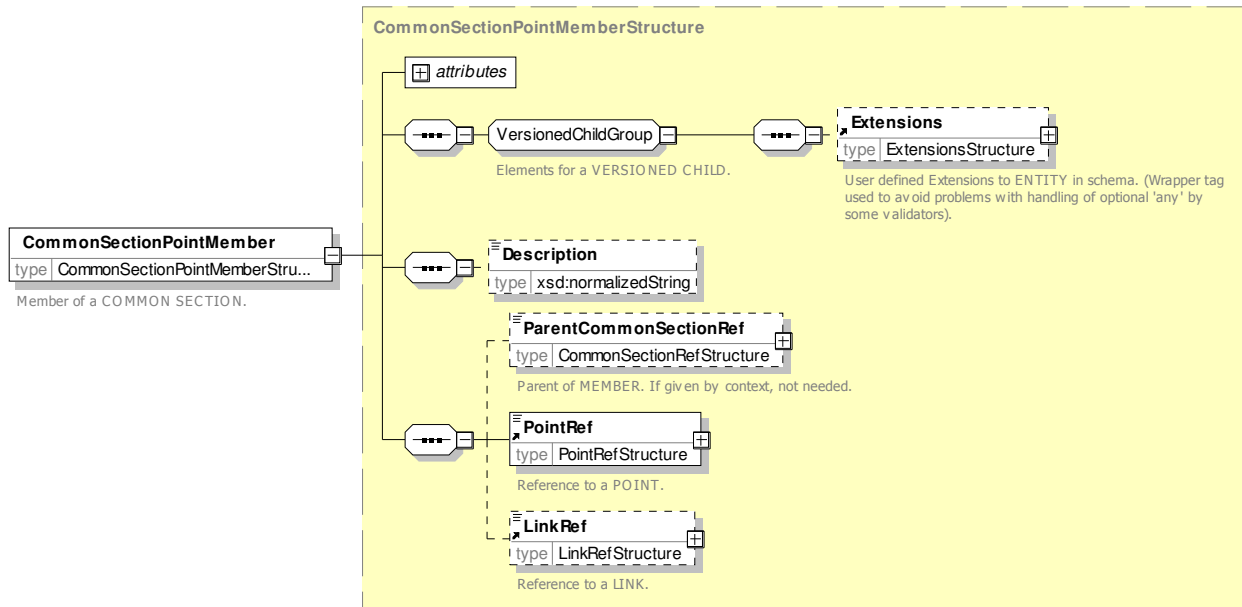 CommonSectionPointMemberStructure
attributes
VersionedChildGroup
Elements for a VERSIONED CHILD.
Extensions
type ExtensionsStructure
User defined Extensions to ENTITY in schema. (Wrapper tag
used to avoid problems with handling of optional 'any' by
some validators).
CommonSectionPointMember
type CommonSectionPointMemberStru...
Member of a COMMON SECTION.
Description
type xsd:normalizedString
ParentCommonSectionRef
type CommonSectionRefStructure
Parent of MEMBER. If given by context, not needed.
PointRef
type PointRefStructure
Reference to a POINT.
LinkRef
type LinkRefStructure
Reference to a LINK.